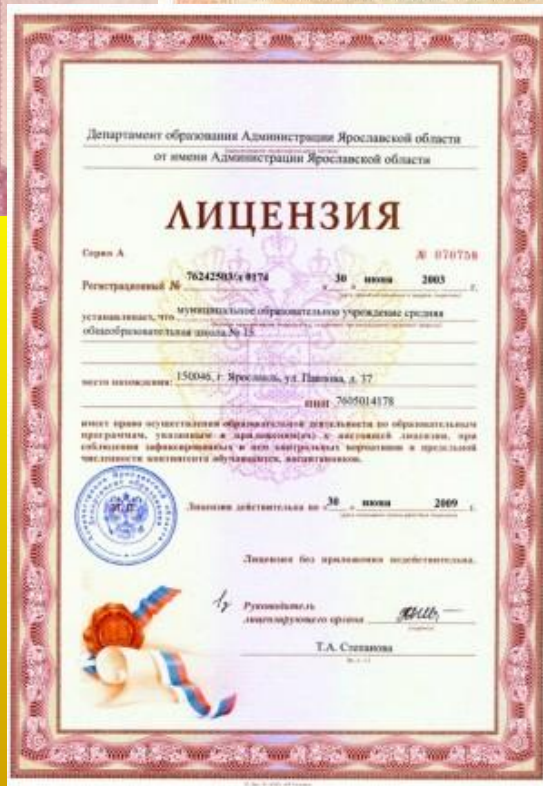 Департамент образования Администрации Ярославской области
от имени Администрации Ярославской области
ЛИЦЕНЗИЯ
Серия А № 070758
Регистрационный № 76242503/л 0174 « 30 » июня 2003 г.
устанавливает, что муниципальное образовательное учреждение средняя
общеобразовательная школа № 15
место нахождения: 150046, г. Ярославль, ул. Павлова, д. 37
ИНН 7605014178
имеет право осуществления образовательной деятельности по образовательным
программам, указанным в приложении(ях) к настоящей лицензии, при
соблюдении зафиксированных в нем контрольных нормативов и предельной
численности контингента обучающихся, воспитанников.
М.П.
Лицензия действительна по « 30 » июня 2009 г.
Лицензия без приложения недействительна.
Руководитель
лицензирующего органа
Т.А. Степанова